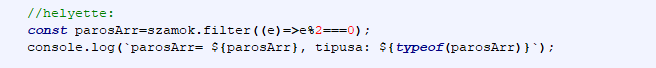 //helyette:
const parosArr=szamok.filter((e)=>e%2===0);
console.log(`parosArr= ${parosArr}, tipusa: ${typeof(parosArr)}`);